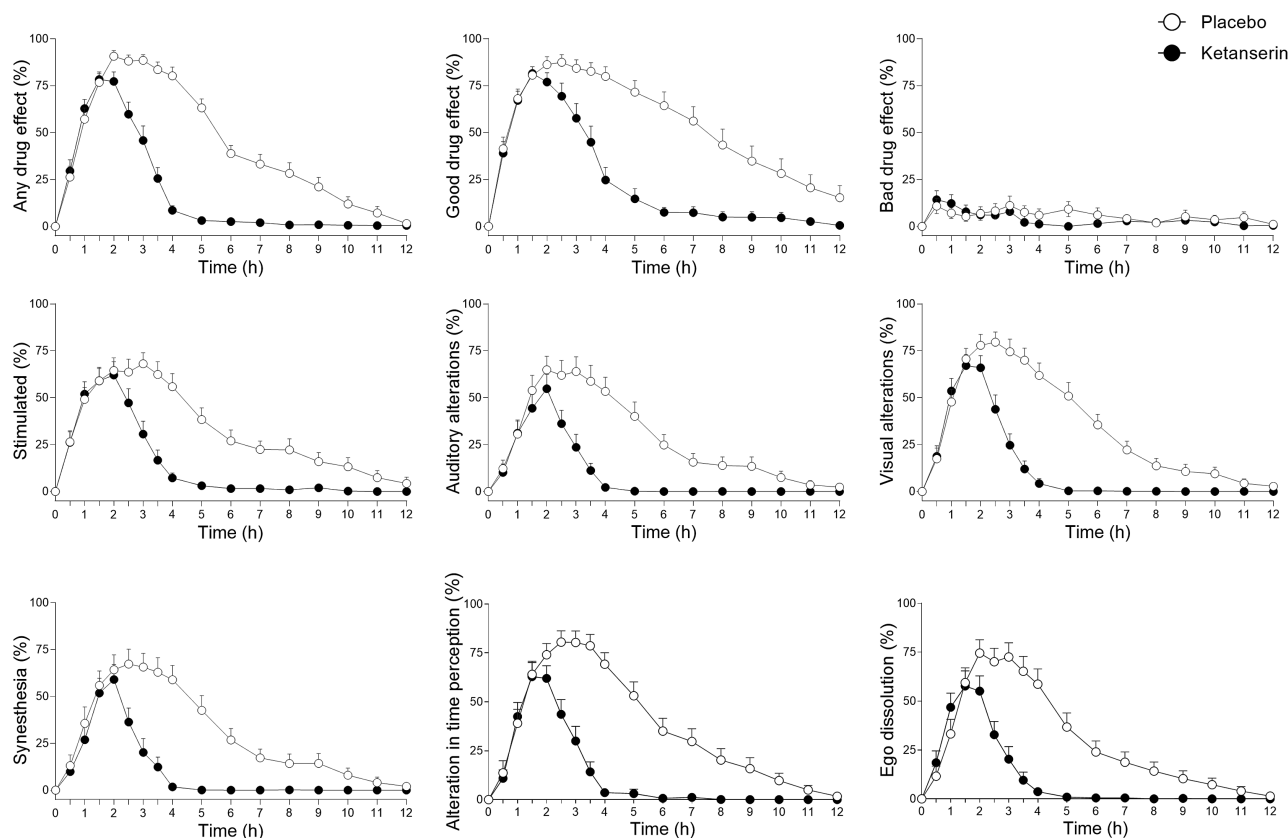 Placebo
Ketanserin
Any drug effect (%)
100
75
50
25
0
0 1 2 3 4 5 6 7 8 9 10 11 12
Time (h)
Good drug effect (%)
100
75
50
25
0
0 1 2 3 4 5 6 7 8 9 10 11 12
Time (h)
Bad drug effect (%)
100
75
50
25
0
0 1 2 3 4 5 6 7 8 9 10 11 12
Time (h)
Stimulated (%)
100
75
50
25
0
0 1 2 3 4 5 6 7 8 9 10 11 12
Time (h)
Auditory alterations (%)
100
75
50
25
0
0 1 2 3 4 5 6 7 8 9 10 11 12
Time (h)
Visual alterations (%)
100
75
50
25
0
0 1 2 3 4 5 6 7 8 9 10 11 12
Time (h)
Synesthesia (%)
100
75
50
25
0
0 1 2 3 4 5 6 7 8 9 10 11 12
Time (h)
Alteration in time perception (%)
100
75
50
25
0
0 1 2 3 4 5 6 7 8 9 10 11 12
Time (h)
Ego dissolution (%)
100
75
50
25
0
0 1 2 3 4 5 6 7 8 9 10 11 12
Time (h)